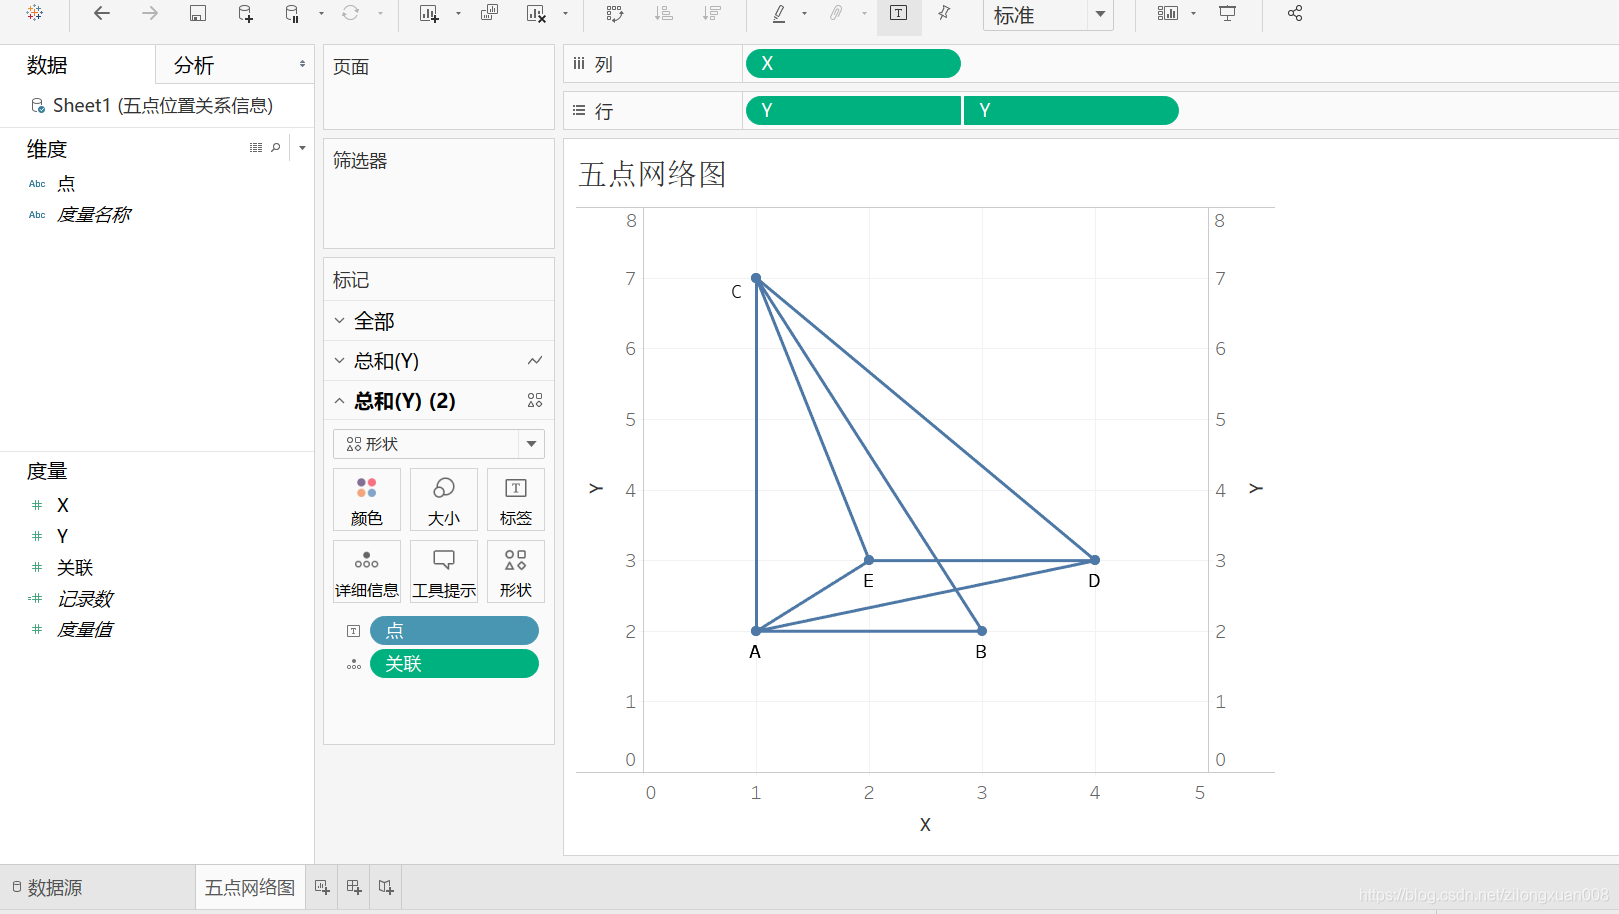 标准
数据 分析
Sheet1 (五点位置关系信息)
维度
Abc 点
Abc 度量名称
度量
X
Y
关联
记录数
度量值
页面
筛选器
标记
全部
总和(Y)
总和(Y) (2)
形状
颜色 大小 标签
详细信息 工具提示 形状
点
关联
列 X
行 Y Y
五点网络图
8 8
7 7
C
6 6
5 5
Y 4 4 Y
3 3
E D
2 2
A B
1 1
0 0
0 1 2 3 4 5
X
数据源 五点网络图
https://blog.csdn.net/zilongxuan008